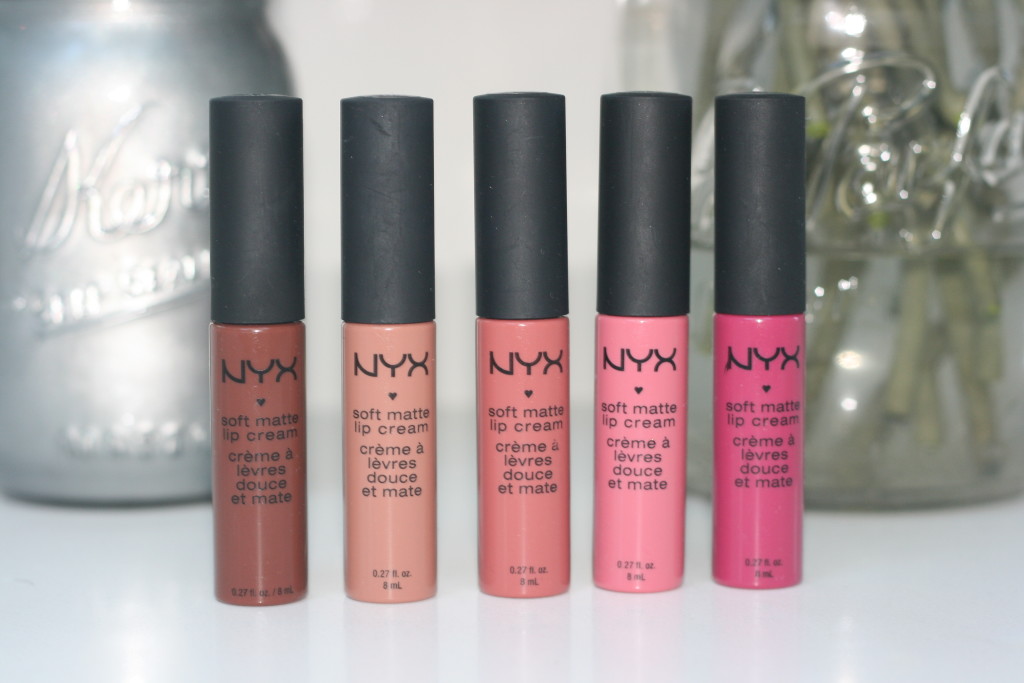 NYX
soft matte
lip cream
crème à
lèvres
douce
et mate
0.27 fl. oz. / 8 mL
NYX
soft matte
lip cream
crème à
lèvres
douce
et mate
0.27 fl. oz.
8 mL
NYX
soft matte
lip cream
crème à
lèvres
douce
et mate
0.27 fl. oz.
8 mL
NYX
soft matte
lip cream
crème à
lèvres
douce
et mate
0.27 fl. oz.
8 mL
NYX
soft matte
lip cream
crème à
lèvres
douce
et mate
0.27 fl. oz.
8 mL